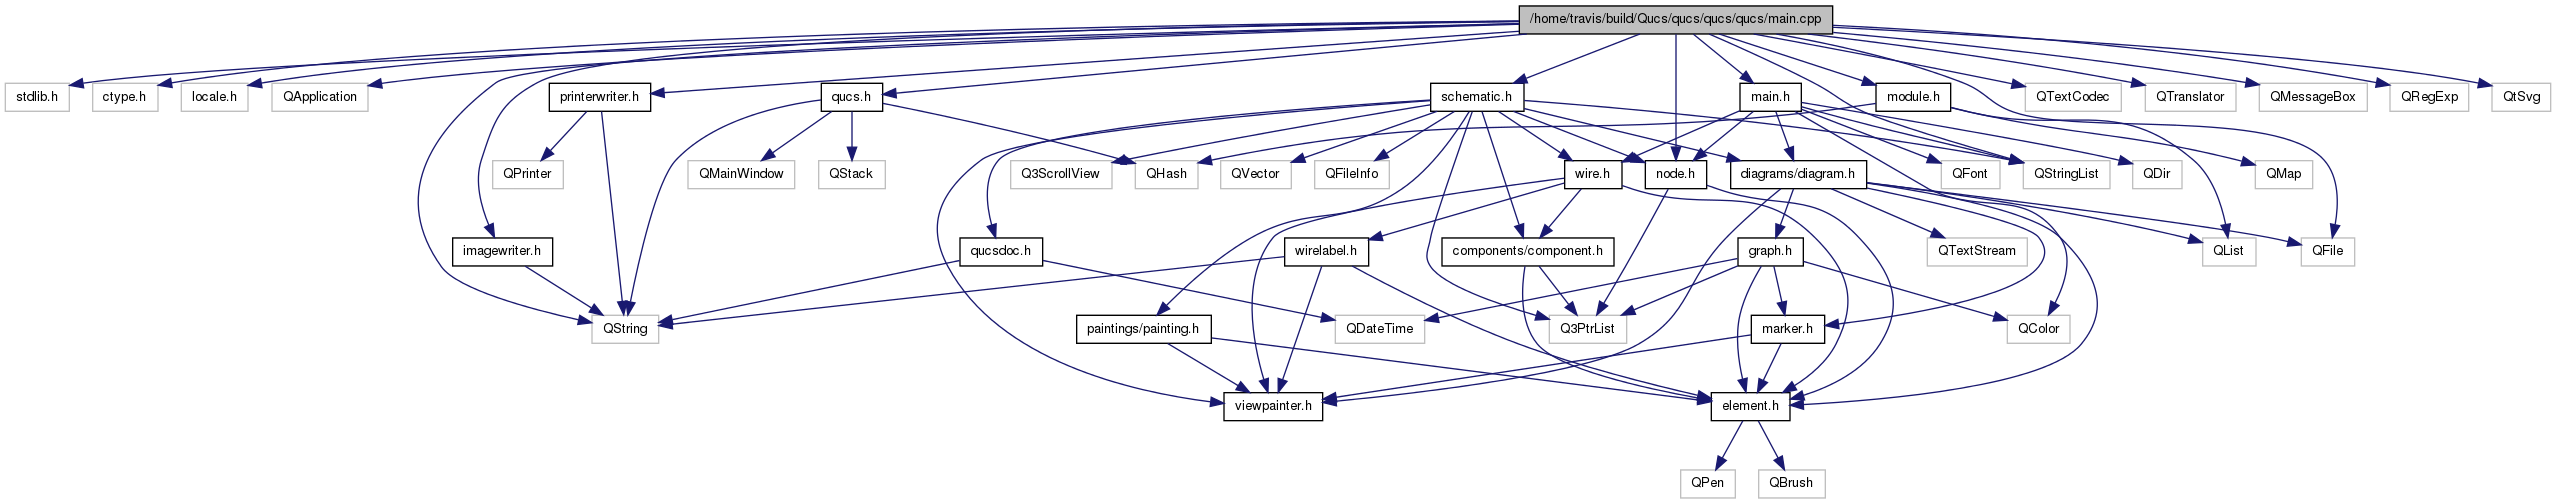 /home/travis/build/Qucs/qucs/qucs/qucs/main.cpp
stdlib.h
ctype.h
locale.h
QApplication
printerwriter.h
qucs.h
schematic.h
main.h
module.h
QTextCodec
QTranslator
QMessageBox
QRegExp
QtSvg
QPrinter
QMainWindow
QStack
Q3ScrollView
QHash
QVector
QFileInfo
wire.h
node.h
diagrams/diagram.h
QFont
QStringList
QDir
QMap
imagewriter.h
qucsdoc.h
wirelabel.h
components/component.h
graph.h
QTextStream
QList
QFile
QString
paintings/painting.h
QDateTime
Q3PtrList
marker.h
QColor
viewpainter.h
element.h
QPen
QBrush